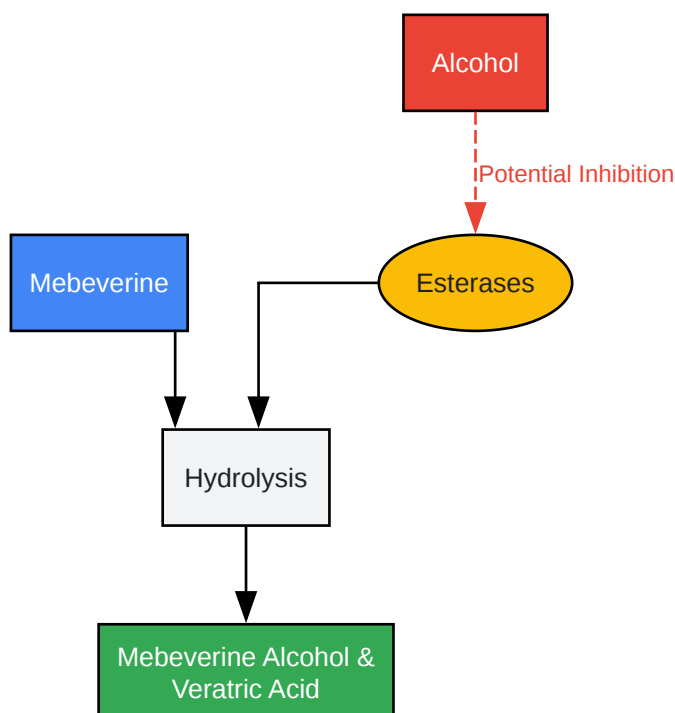 Alcohol
Potential Inhibition
Mebeverine
Esterases
Hydrolysis
Mebeverine Alcohol &
Veratric Acid